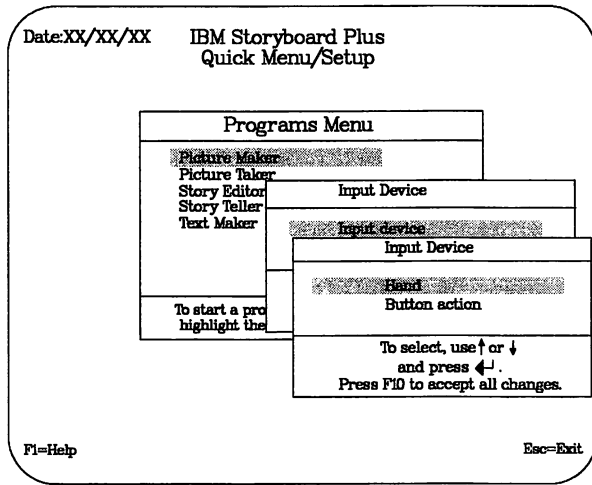 Date:XX/XX/XX
IBM Storyboard Plus
Quick Menu/Setup
Programs Menu
Picture Maker
Picture Taker
Story Editor
Story Teller
Text Maker
To start a pro
highlight the
Input Device
Input device
Input Device
Hand
Button action
To select, use↑ or ↓
and press ↵.
Press F10 to accept all changes.
F1=Help
Esc=Exit